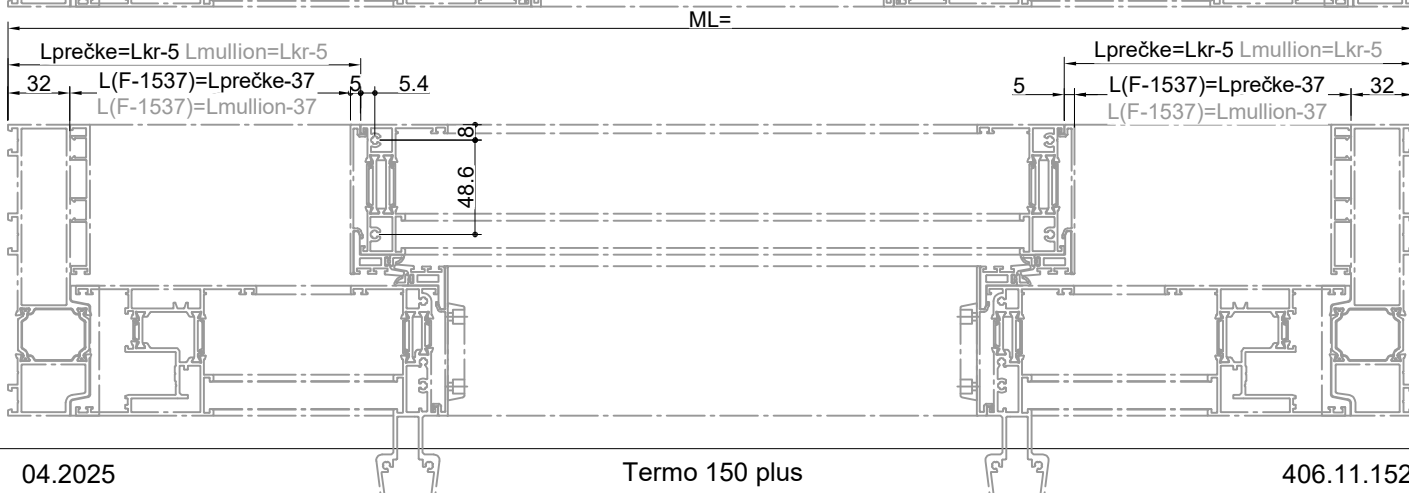 ML=
Lprečke=Lkr-5 Lmullion=Lkr-5
Lprečke=Lkr-5 Lmullion=Lkr-5
32
L(F-1537)=Lprečke-37
5
5.4
5
L(F-1537)=Lprečke-37
32
L(F-1537)=Lmullion-37
L(F-1537)=Lmullion-37
8
48.6
04.2025
Termo 150 plus
406.11.152